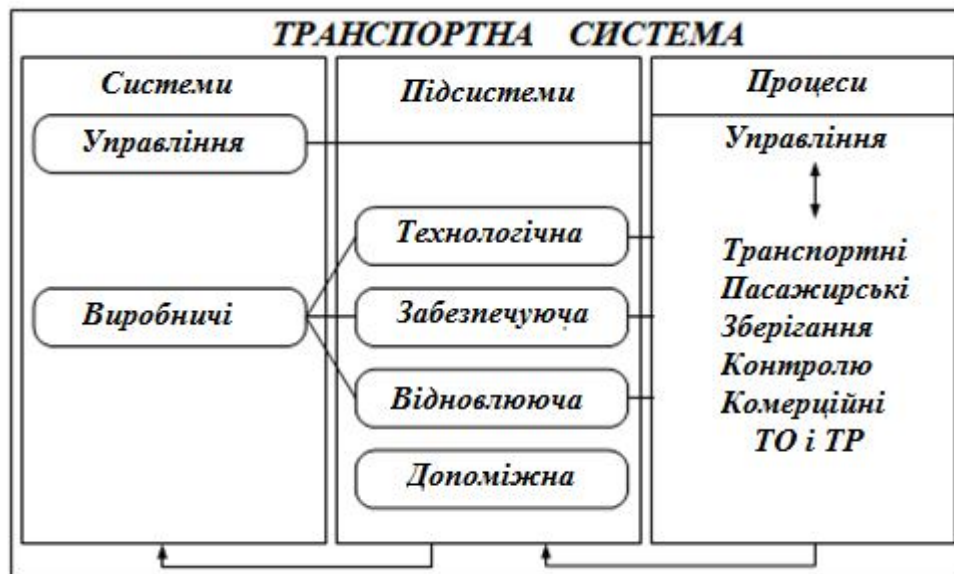 ТРАНСПОРТНА СИСТЕМА
Системи
Управління
Виробничі
Підсистеми
Технологічна
Забезпечуюча
Відновлююча
Допоміжна
Процеси
Управління
Транспортні
Пасажирські
Зберігання
Контролю
Комерційні
ТО і ТР